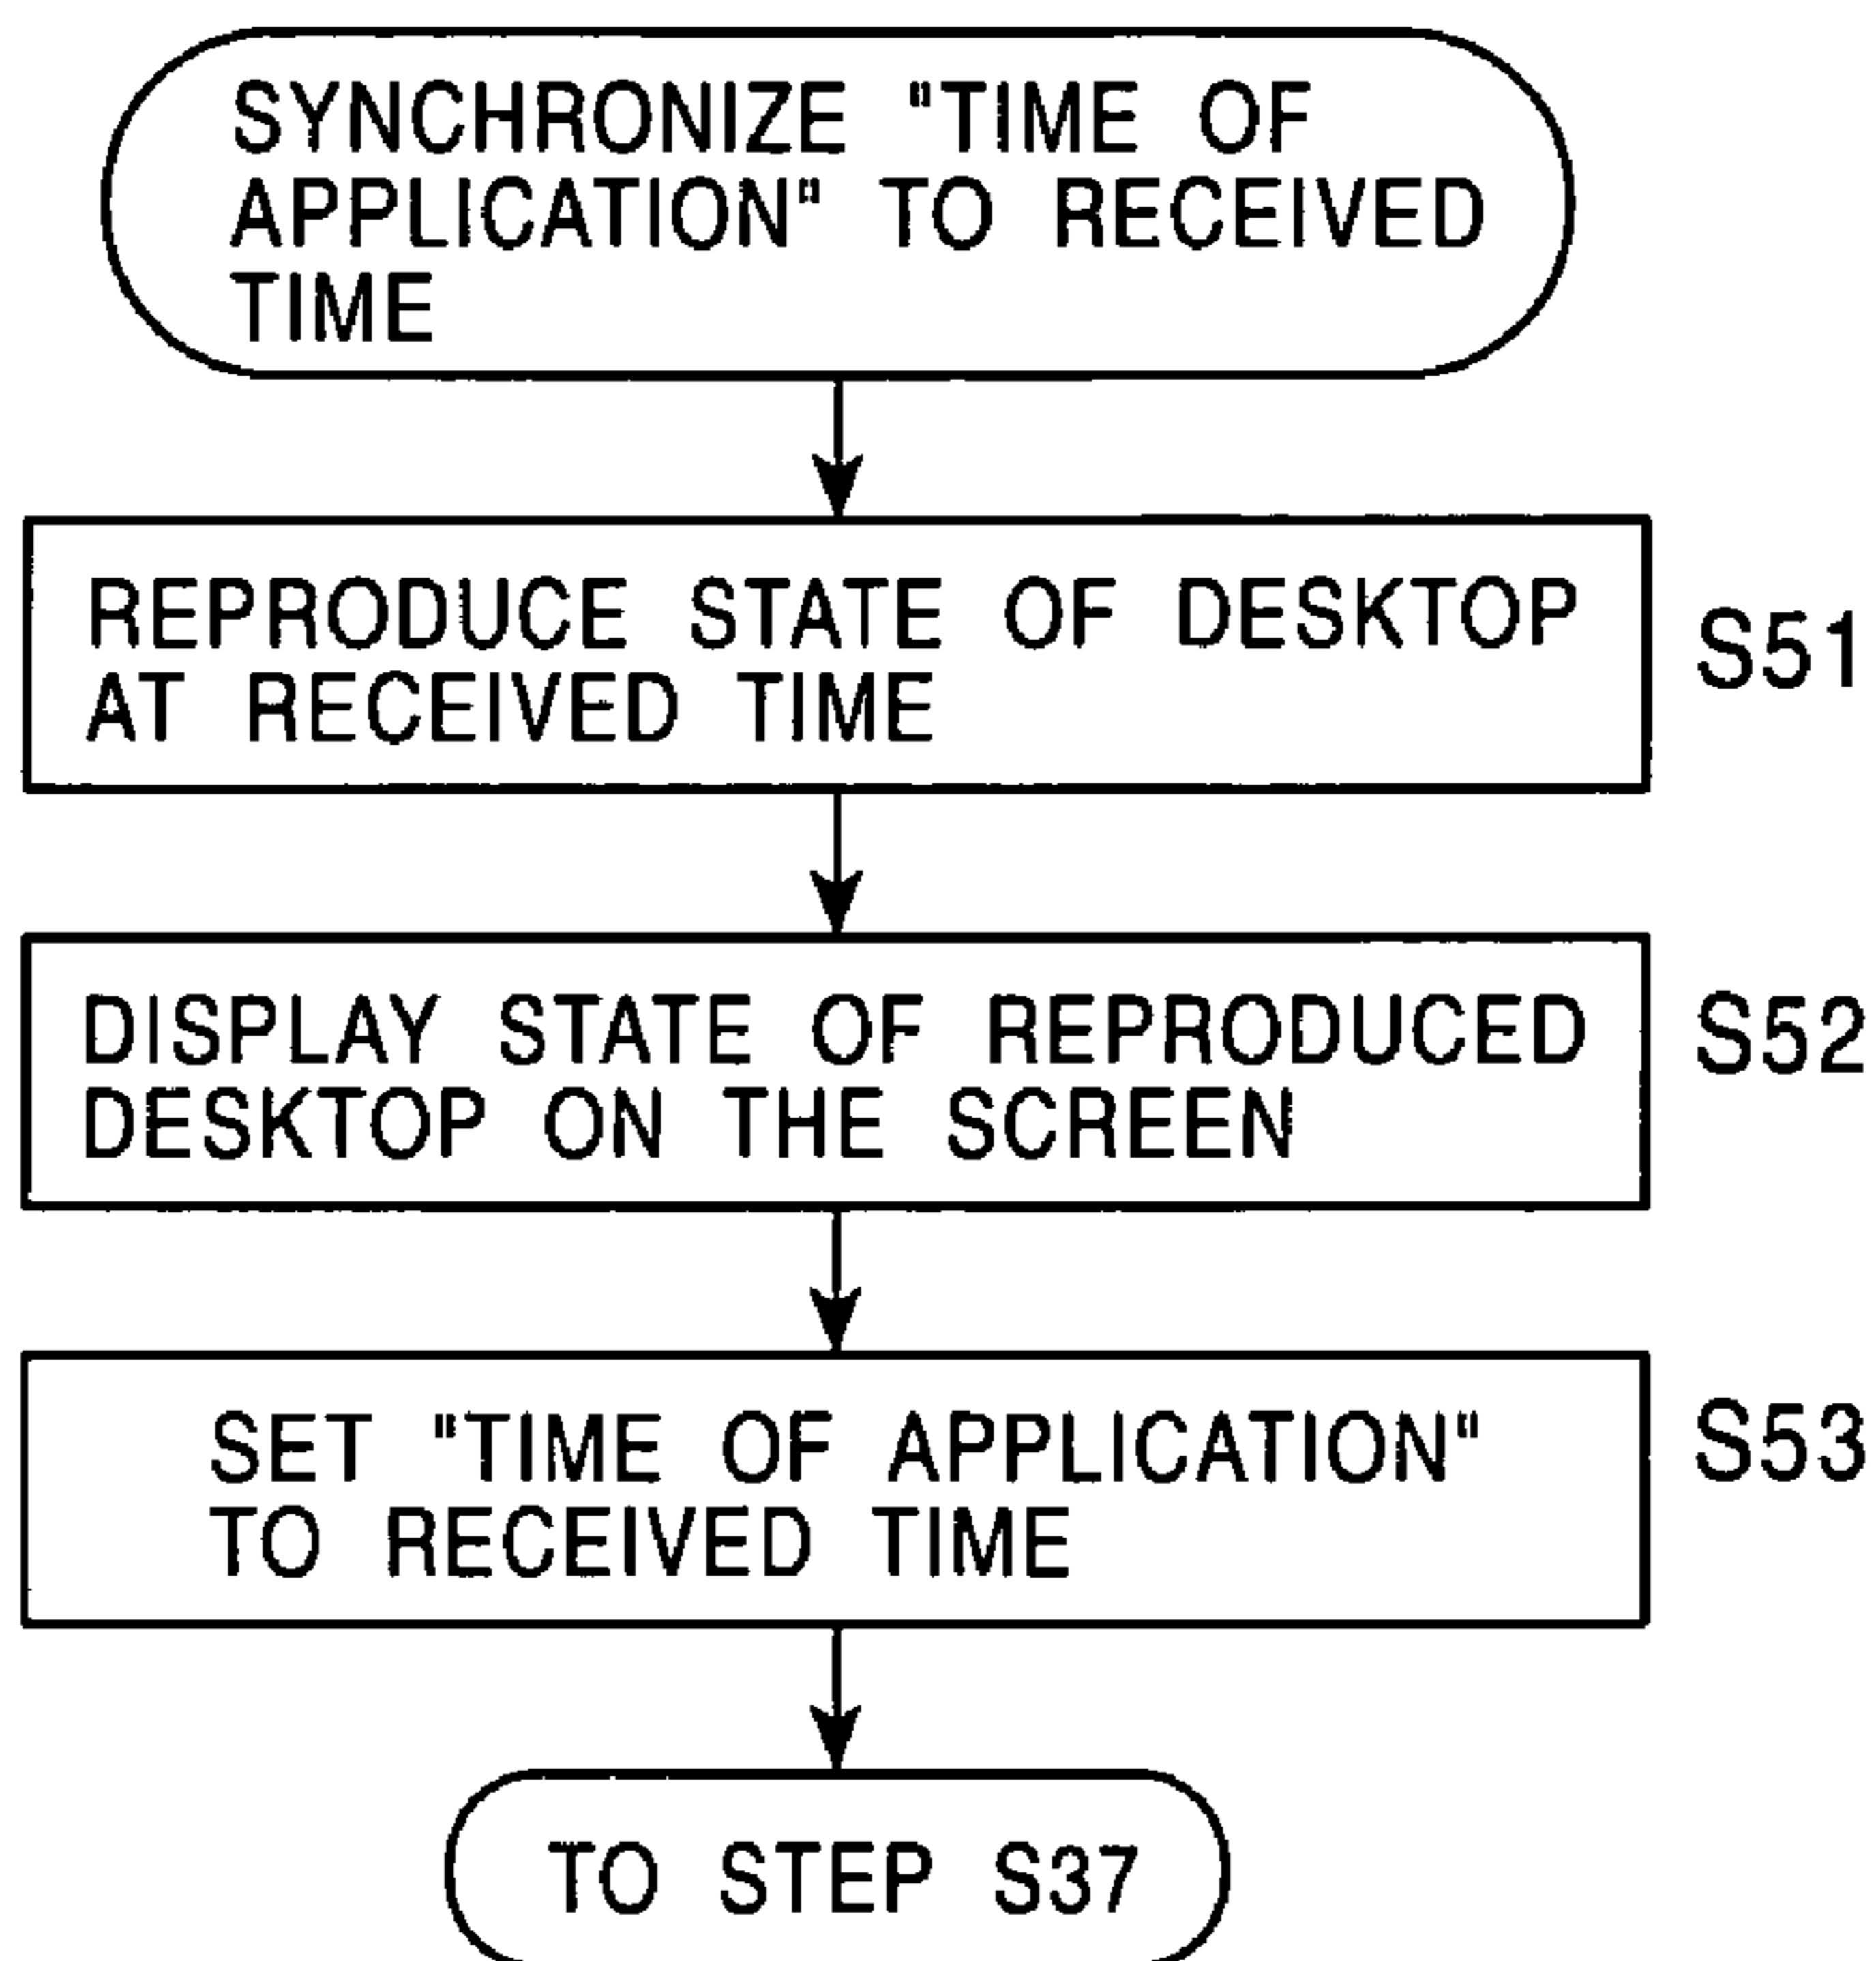 SYNCHRONIZE "TIME OF
APPLICATION" TO RECEIVED
TIME
REPRODUCE STATE OF DESKTOP
AT RECEIVED TIME
S51
DISPLAY STATE OF REPRODUCED
DESKTOP ON THE SCREEN
S52
SET "TIME OF APPLICATION"
TO RECEIVED TIME
S53
TO STEP S37